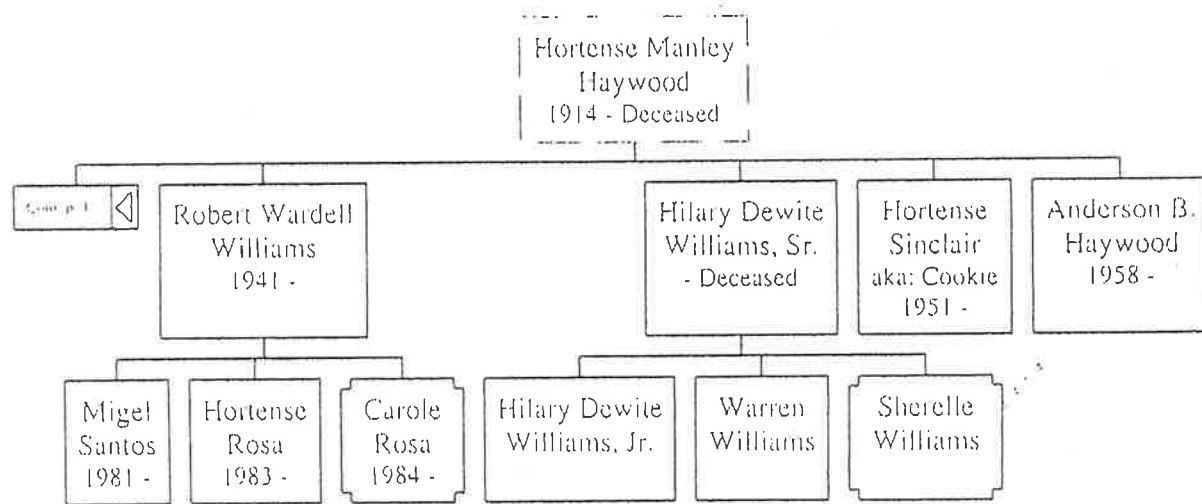 Hortense Manley
Haywood
1914 - Deceased
Robert Wardell
Williams
1941 -
Hilary Dewite
Williams, Sr.
- Deceased
Hortense
Sinclair
aka: Cookie
1951 -
Anderson B.
Haywood
1958 -
Migel
Santos
1981 -
Hortense
Rosa
1983 -
Carole
Rosa
1984 -
Hilary Dewite
Williams, Jr.
Warren
Williams
Sherelle
Williams